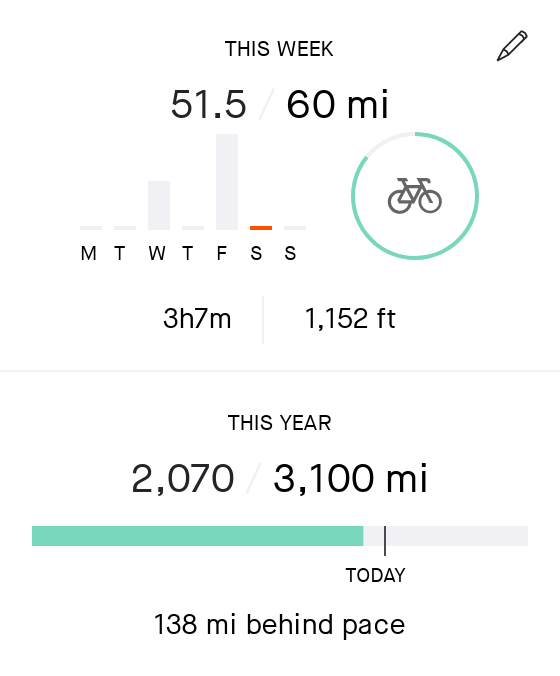 THIS WEEK
51.5 / 60 mi
M T W T F S S
3h7m 1,152 ft
THIS YEAR
2,070 / 3,100 mi
TODAY
138 mi behind pace